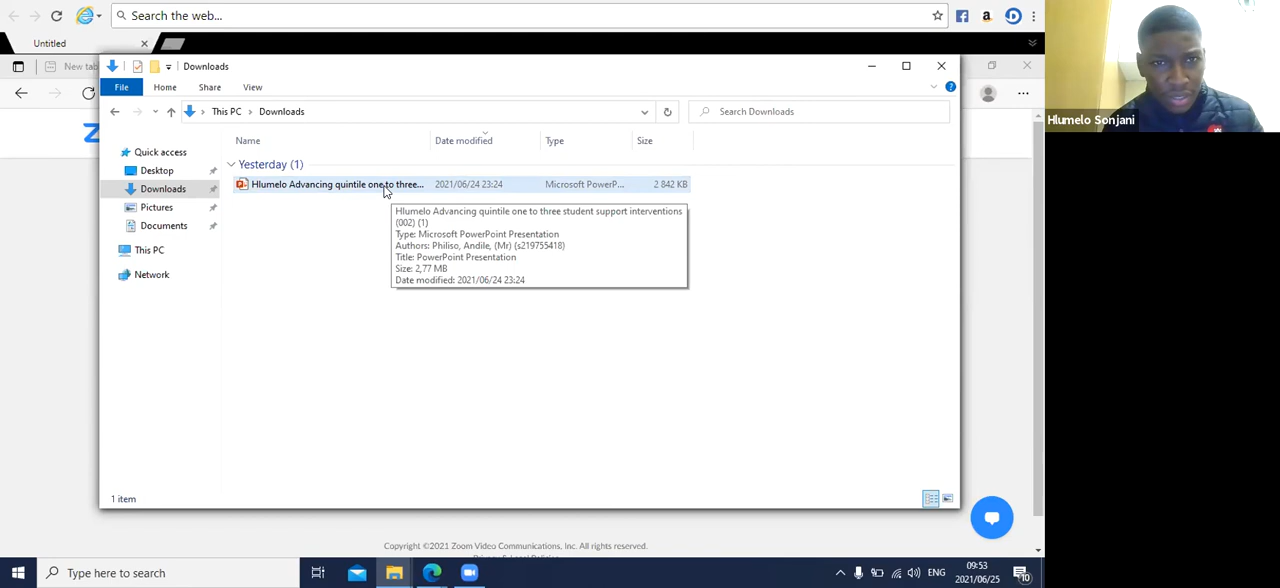 Search the web...
Untitled
New tab
Downloads
File Home Share View
This PC > Downloads
Search Downloads
Name Date modified Type Size
Quick access
Desktop
Downloads
Pictures
Documents
This PC
Network
Yesterday (1)
Hlumelo Advancing quintile one to three... 2021/06/24 23:24 Microsoft PowerP... 2 842 KB
Hlumelo Advancing quintile one to three student support interventions
(002) (1)
Type: Microsoft PowerPoint Presentation
Authors: Philiso, Andile, (Mr) (s219755418)
Title: PowerPoint Presentation
Size: 2,77 MB
Date modified: 2021/06/24 23:24
1 item
Copyright ©2021 Zoom Video Communications, Inc. All rights reserved.
Type here to search
ENG
09:53
2021/06/25
10
Hlumelo Sonjani